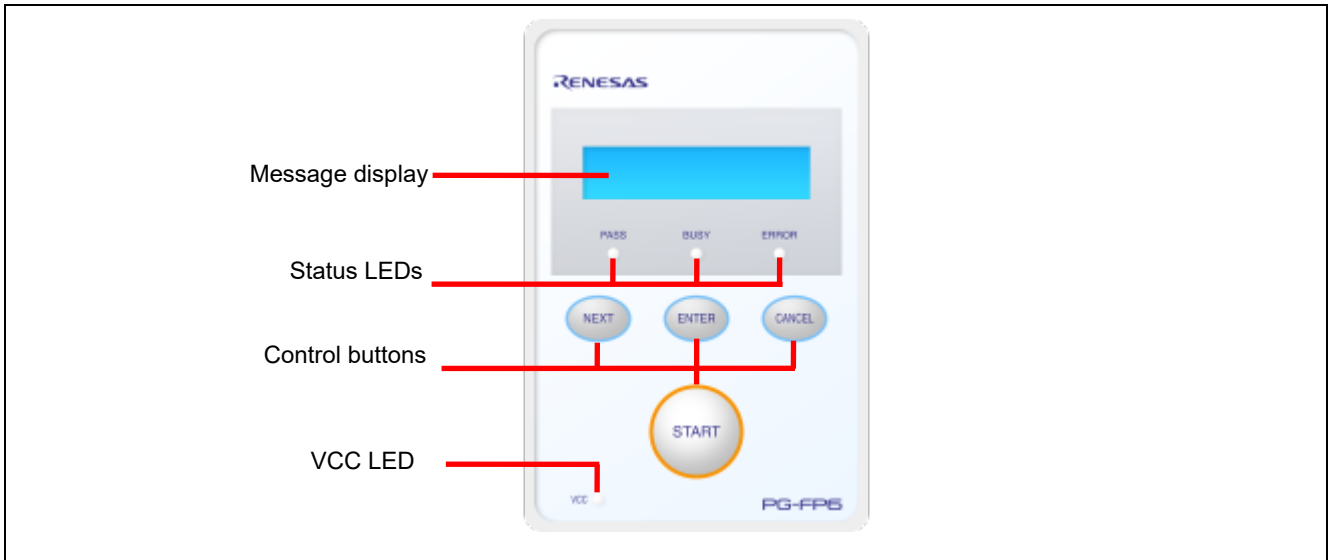 RENESAS
Message display
PASS BUSY ERROR
Status LEDs
NEXT ENTER CANCEL
Control buttons
START
VCC LED
VCC
PG-FP6